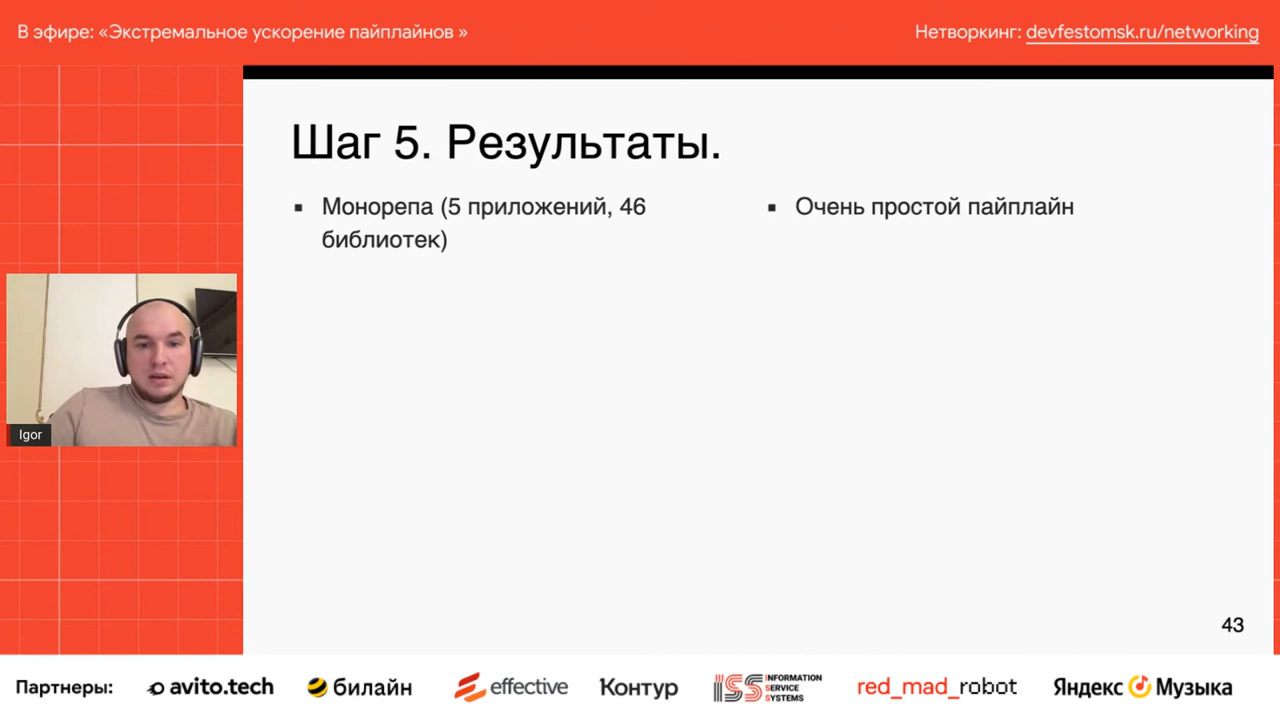 В эфире: «Экстремальное ускорение пайплайнов »
Нетворкинг: devfestomsk.ru/networking
Шаг 5. Результаты.
▪ Монорепа (5 приложений, 46
библиотек)
▪ Очень простой пайплайн
Igor
43
Партнеры:
avito.tech
билайн
effective
Контур
ISS INFORMATION
SERVICE
SYSTEMS
red_mad_robot
Яндекс Музыка